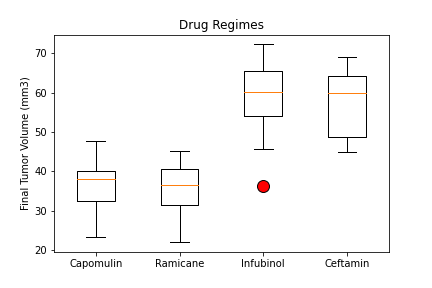 Drug Regimes
Final Tumor Volume (mm3)
70
60
50
40
30
20
Capomulin Ramicane Infubinol Ceftamin